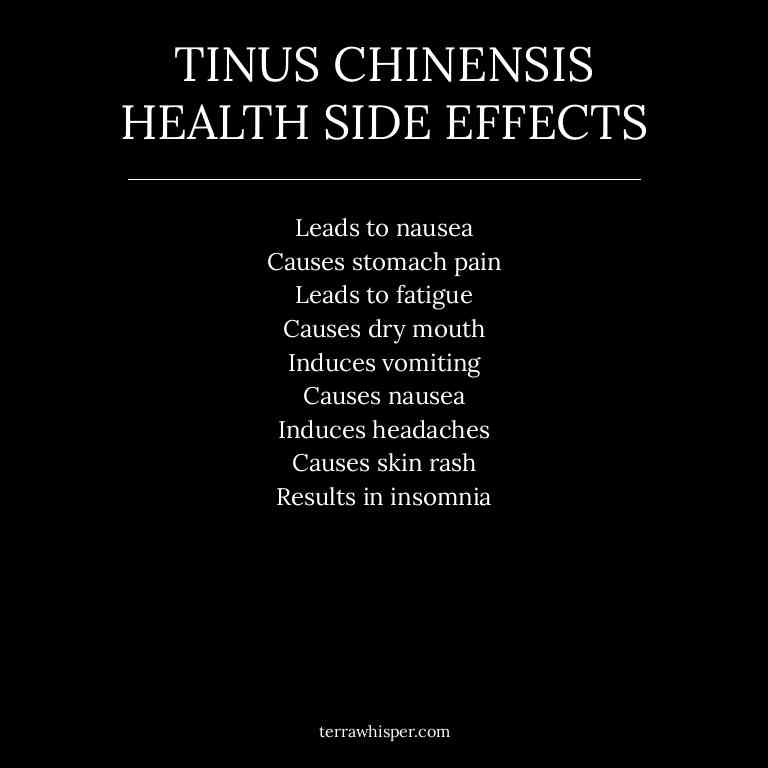 TINUS CHINENSIS
HEALTH SIDE EFFECTS
Leads to nausea
Causes stomach pain
Leads to fatigue
Causes dry mouth
Induces vomiting
Causes nausea
Induces headaches
Causes skin rash
Results in insomnia
terrawhisper.com